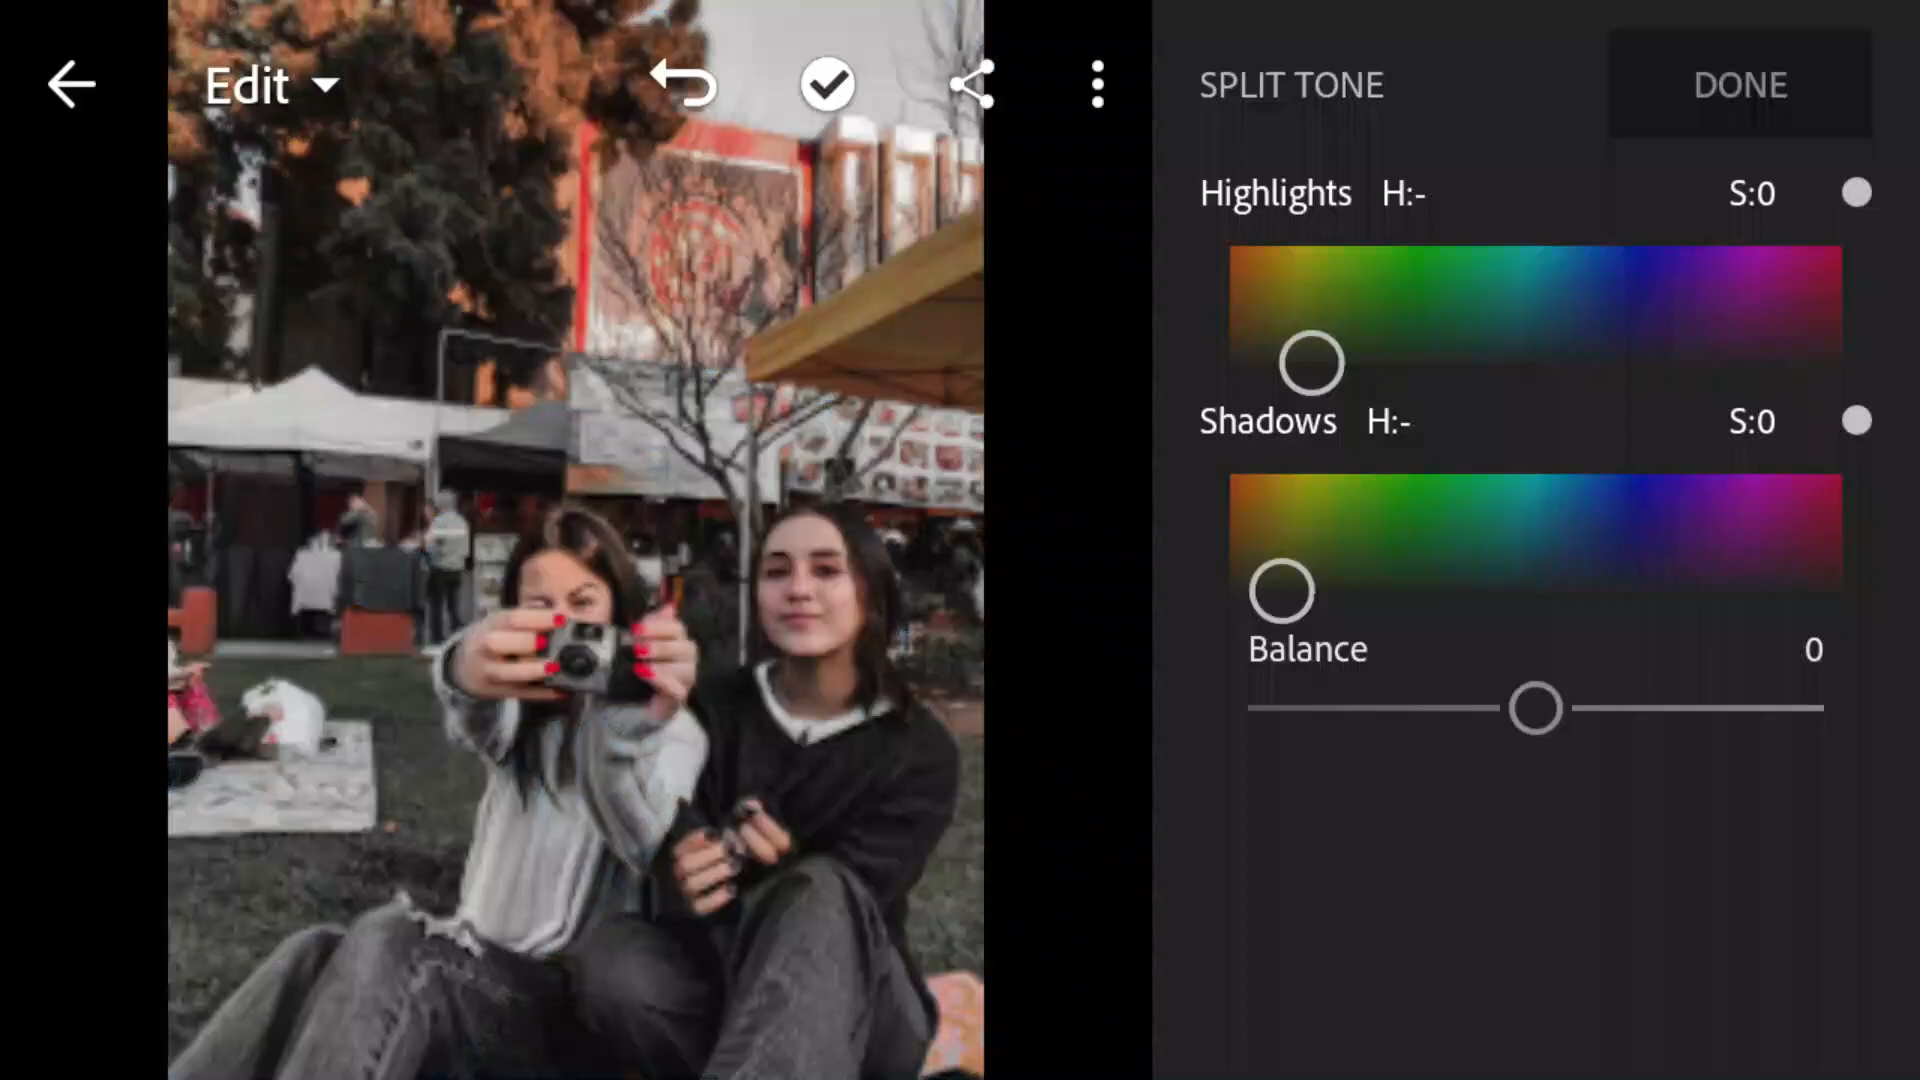 Edit
SPLIT TONE
DONE
Highlights H:- S:0
Shadows H:- S:0
Balance 0